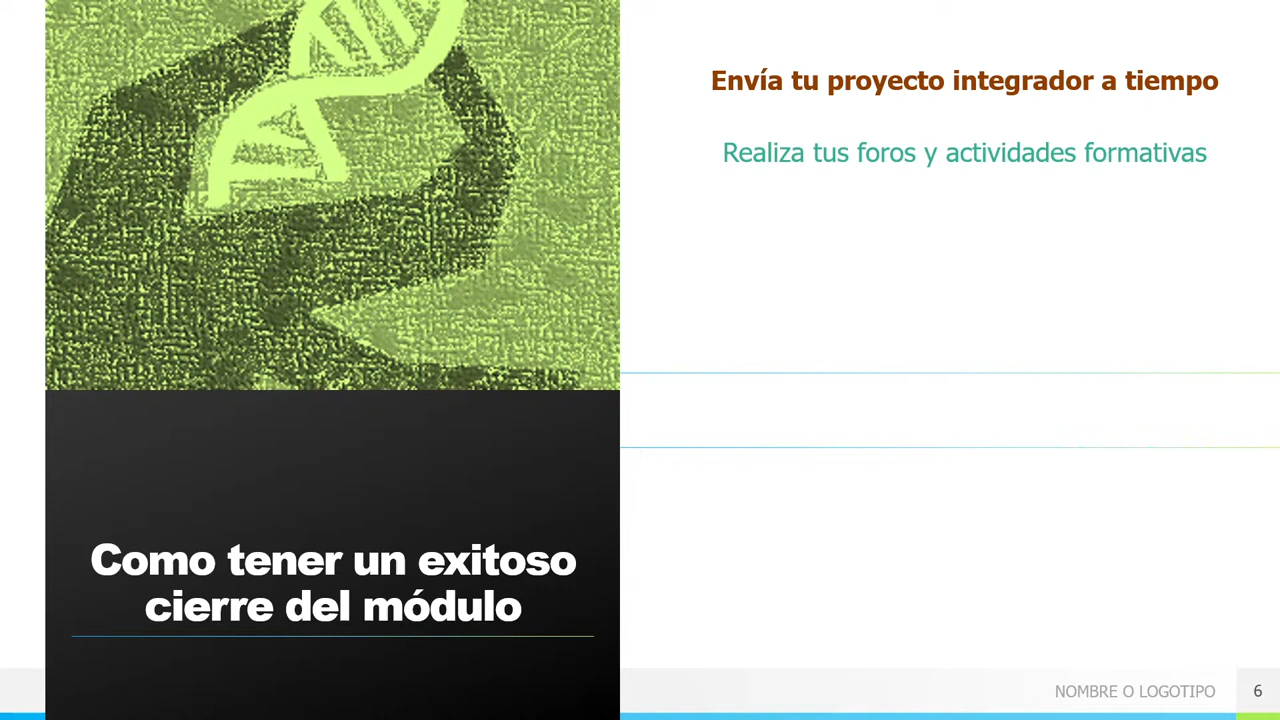 Envía tu proyecto integrador a tiempo
Realiza tus foros y actividades formativas
Como tener un exitoso
cierre del módulo
NOMBRE O LOGOTIPO
6